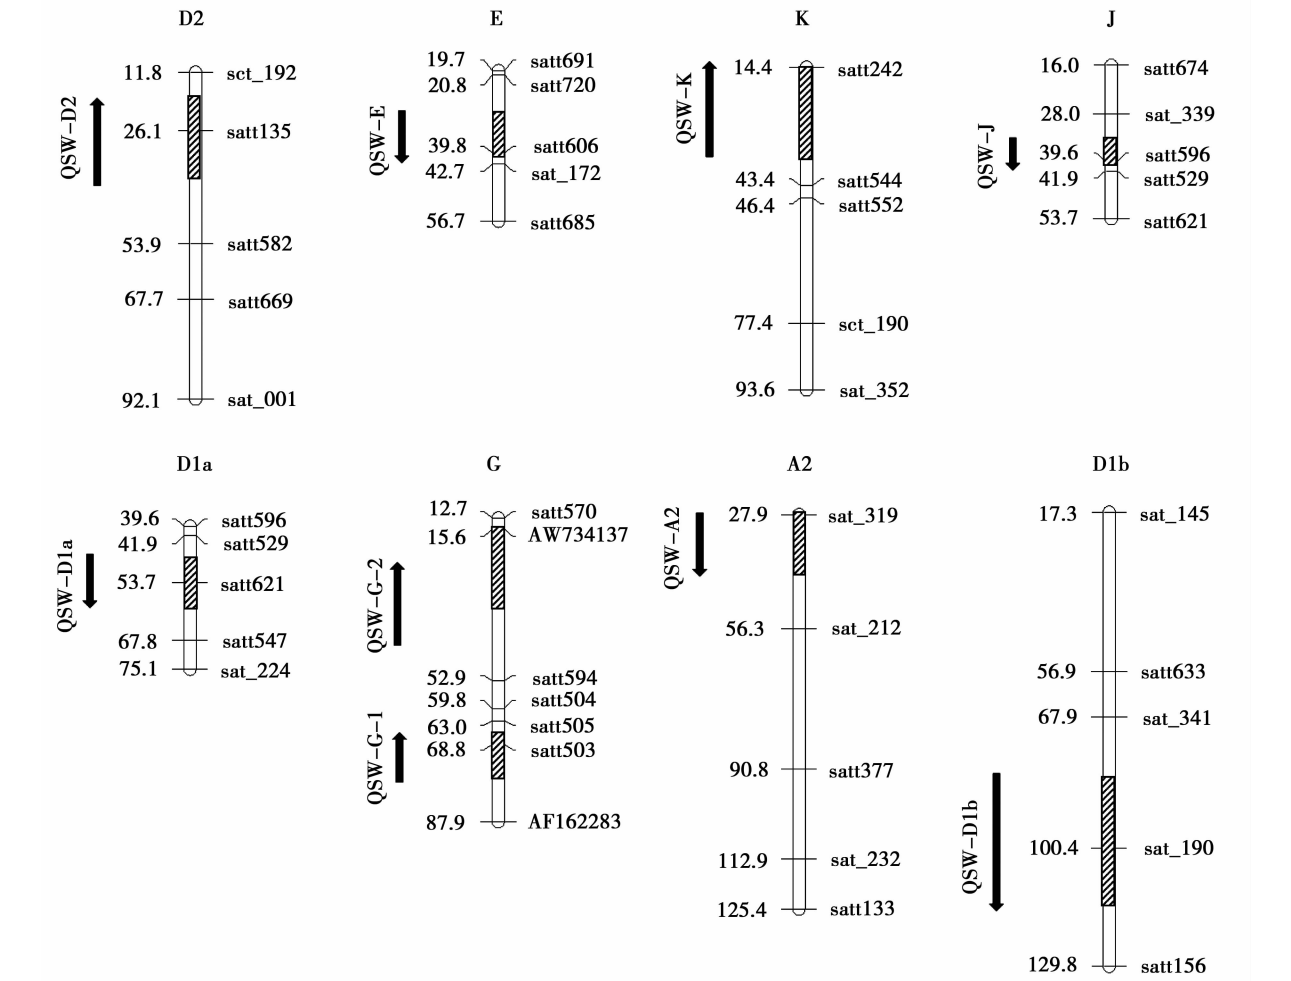 D2
11.8 sct_192
QSW-D2
26.1 satt135
53.9 satt582
67.7 satt669
92.1 sat_001
E
19.7 satt691
20.8 satt720
QSW-E
39.8 satt606
42.7 sat_172
56.7 satt685
K
14.4 satt242
QSW-K
43.4 satt544
46.4 satt552
77.4 sct_190
93.6 sat_352
J
16.0 satt674
28.0 sat_339
QSW-J
39.6 satt596
41.9 satt529
53.7 satt621
D1a
39.6 satt596
41.9 satt529
QSW-D1a
53.7 satt621
67.8 satt547
75.1 sat_224
G
12.7 satt570
15.6 AW734137
QSW-G-2
52.9 satt594
59.8 satt504
63.0 satt505
QSW-G-1
68.8 satt503
87.9 AF162283
A2
27.9 sat_319
QSW-A2
56.3 sat_212
90.8 satt377
112.9 sat_232
125.4 satt133
D1b
17.3 sat_145
56.9 satt633
67.9 sat_341
QSW-D1b
100.4 sat_190
129.8 satt156